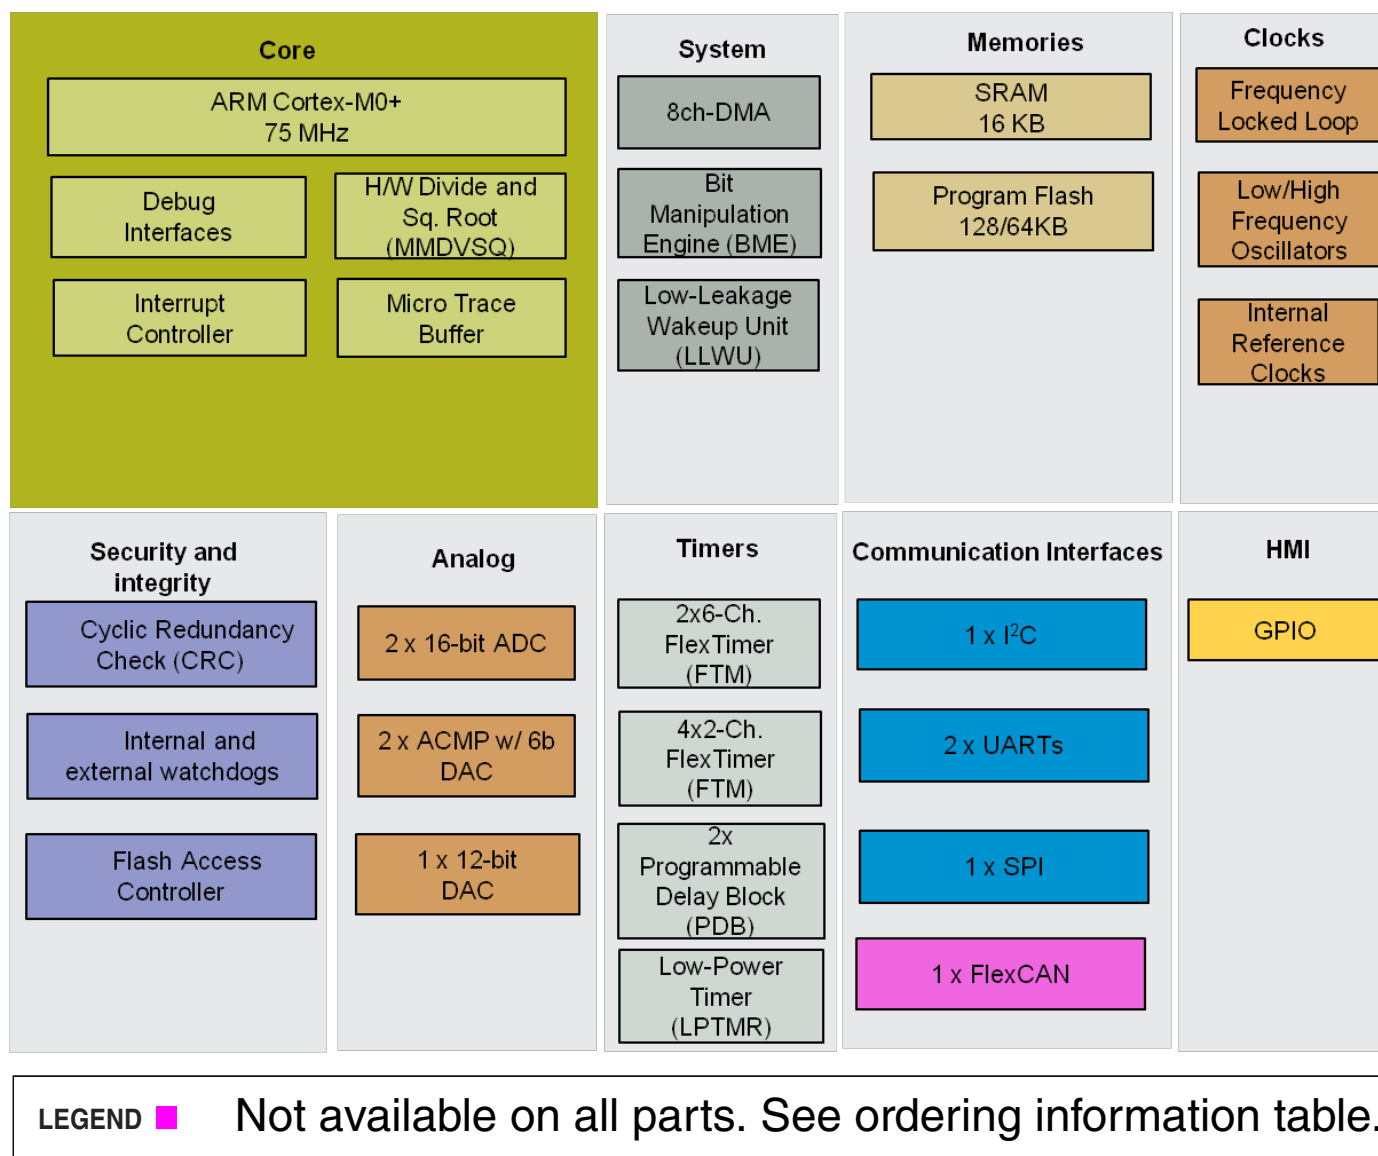 Core
ARM Cortex-M0+
75 MHz
Debug
Interfaces
H/W Divide and
Sq. Root
(MMDVSQ)
Interrupt
Controller
Micro Trace
Buffer
System
8ch-DMA
Bit
Manipulation
Engine (BME)
Low-Leakage
Wakeup Unit
(LLWU)
Memories
SRAM
16 KB
Program Flash
128/64KB
Clocks
Frequency
Locked Loop
Low/High
Frequency
Oscillators
Internal
Reference
Clocks
Security and
integrity
Cyclic Redundancy
Check (CRC)
Internal and
external watchdogs
Flash Access
Controller
Analog
2 x 16-bit ADC
2 x ACMP w/ 6b
DAC
1 x 12-bit
DAC
Timers
2x6-Ch.
FlexTimer
(FTM)
4x2-Ch.
FlexTimer
(FTM)
2x
Programmable
Delay Block
(PDB)
Low-Power
Timer
(LPTMR)
Communication Interfaces
1 x I²C
2 x UARTs
1 x SPI
1 x FlexCAN
HMI
GPIO
LEGEND Not available on all parts. See ordering information table.